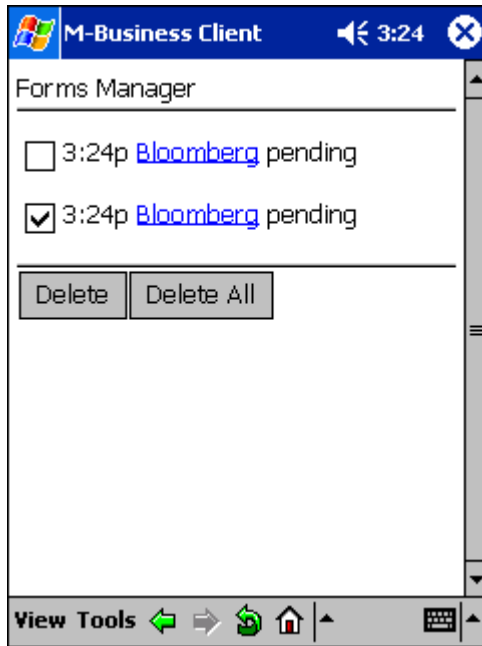 M-Business Client 3:24
Forms Manager
3:24p Bloomberg pending
3:24p Bloomberg pending
Delete Delete All
View Tools